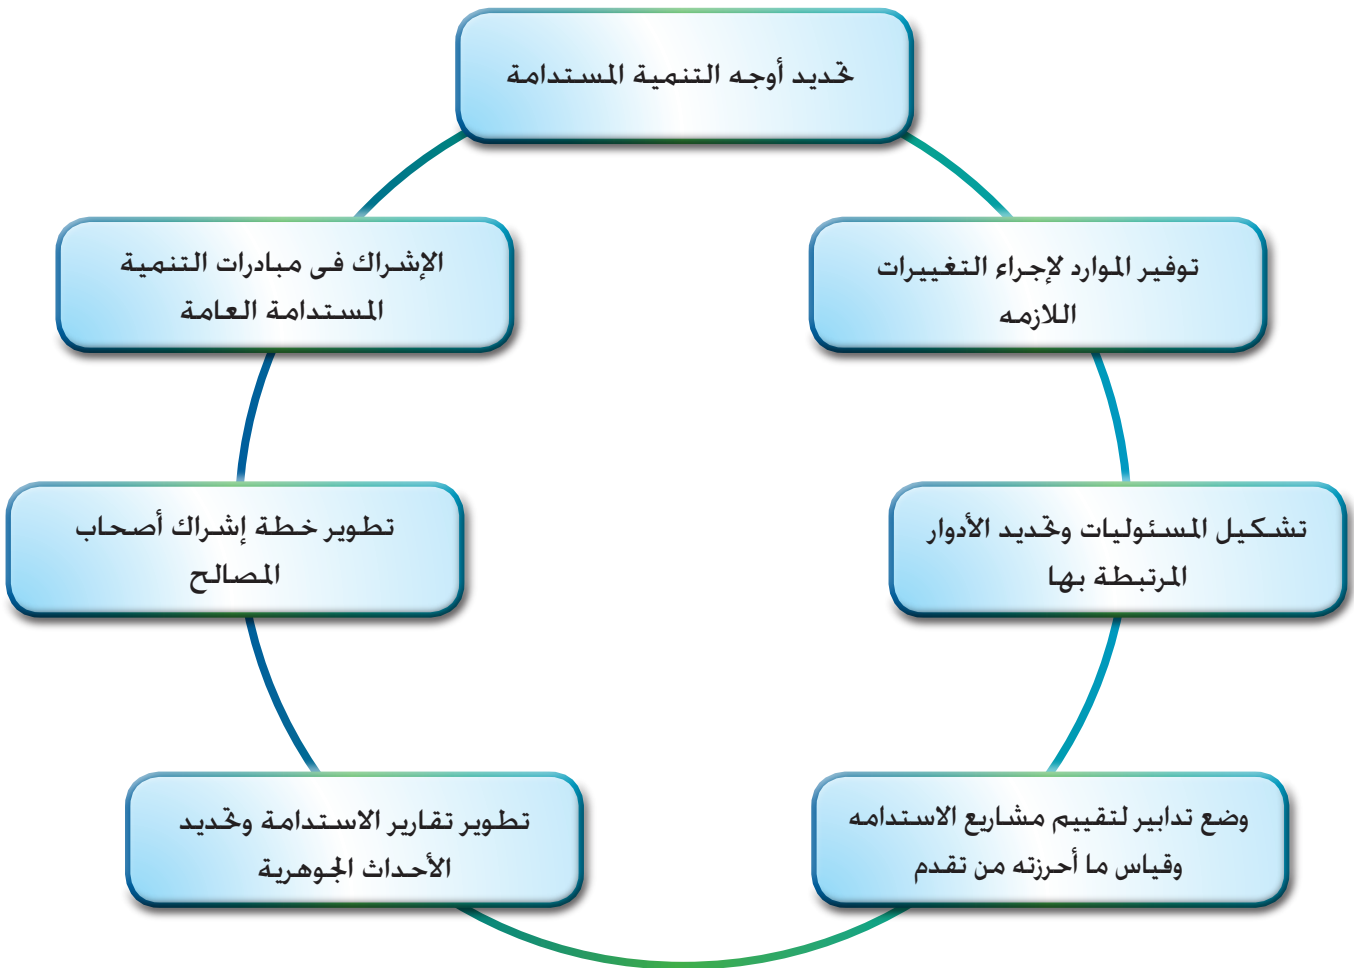 تحديد أوجه التنمية المستدامة
توفير الموارد لإجراء التغييرات
اللازمه
تشكيل المسئوليات وتحديد الأدوار
المرتبطة بها
وضع تدابير لتقييم مشاريع الاستدامه
وقياس ما أحرزته من تقدم
تطوير تقارير الاستدامة وتحديد
الأحداث الجوهرية
تطوير خطة إشراك أصحاب
المصالح
الإشراك فى مبادرات التنمية
المستدامة العامة